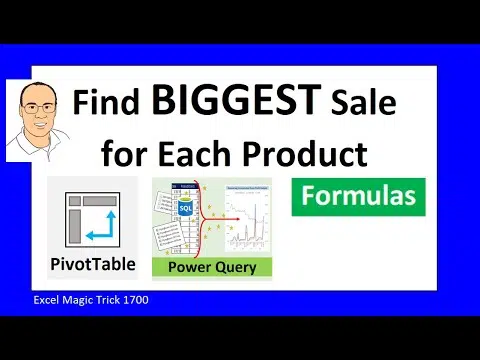 Find BIGGEST Sale
for Each Product
PivotTable
SQL
Power Query
Formulas
Excel Magic Trick 1700